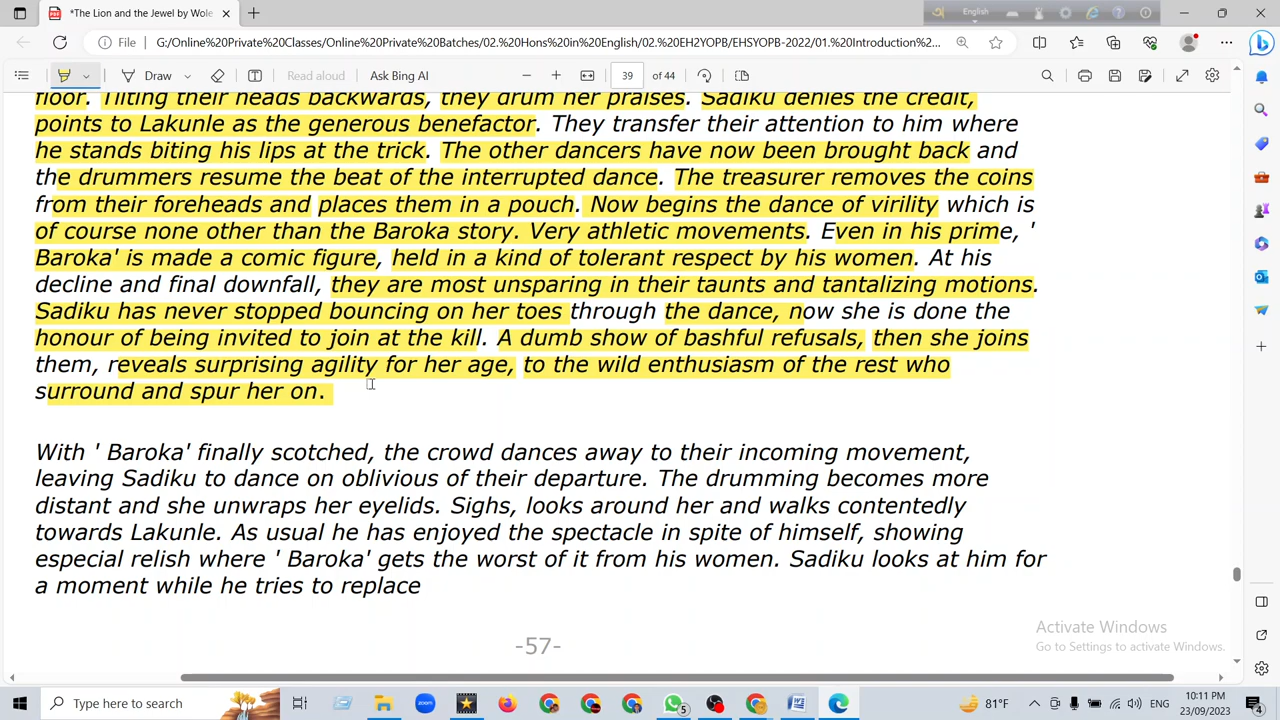 *The Lion and the Jewel by Wole
English
File
G:/Online%20Private%20Classes/Online%20Private%20Batches/02.%20Hons%20in%20English/02.%20EH2YOPB/EHSYOPB-2022/01.%20Introduction%20...
Draw
Read aloud
Ask Bing AI
39 of 44
floor. Tilting their heads backwards, they drum her praises. Sadiku denies the credit,
points to Lakunle as the generous benefactor. They transfer their attention to him where
he stands biting his lips at the trick. The other dancers have now been brought back and
the drummers resume the beat of the interrupted dance. The treasurer removes the coins
from their foreheads and places them in a pouch. Now begins the dance of virility which is
of course none other than the Baroka story. Very athletic movements. Even in his prime, '
Baroka' is made a comic figure, held in a kind of tolerant respect by his women. At his
decline and final downfall, they are most unsparing in their taunts and tantalizing motions.
Sadiku has never stopped bouncing on her toes through the dance, now she is done the
honour of being invited to join at the kill. A dumb show of bashful refusals, then she joins
them, reveals surprising agility for her age, to the wild enthusiasm of the rest who
surround and spur her on.
With ' Baroka' finally scotched, the crowd dances away to their incoming movement,
leaving Sadiku to dance on oblivious of their departure. The drumming becomes more
distant and she unwraps her eyelids. Sighs, looks around her and walks contentedly
towards Lakunle. As usual he has enjoyed the spectacle in spite of himself, showing
especial relish where ' Baroka' gets the worst of it from his women. Sadiku looks at him for
a moment while he tries to replace
-57-
Activate Windows
Go to Settings to activate Windows.
Type here to search
zoom
5
81°F
ENG
10:11 PM
23/09/2023
4